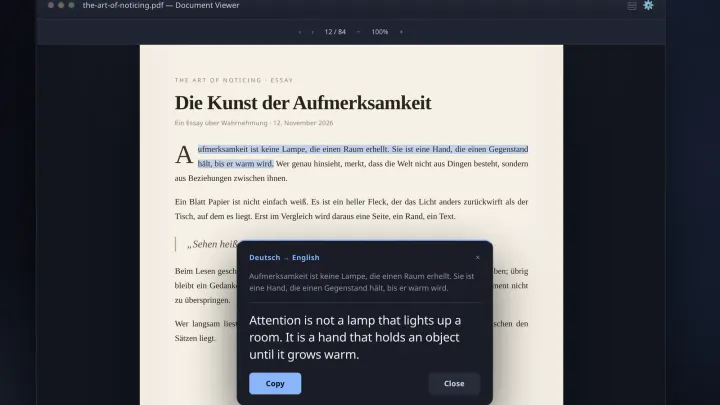 the-art-of-noticing.pdf — Document Viewer
12 / 84 − 100% +
THE ART OF NOTICING · ESSAY
Die Kunst der Aufmerksamkeit
Ein Essay über Wahrnehmung · 12. November 2026
Aufmerksamkeit ist keine Lampe, die einen Raum erhellt. Sie ist eine Hand, die einen Gegenstand
hält, bis er warm wird. Wer genau hinsieht, merkt, dass die Welt nicht aus Dingen besteht, sondern
aus Beziehungen zwischen ihnen.
Ein Blatt Papier ist nicht einfach weiß. Es ist ein heller Fleck, der das Licht anders zurückwirft als der
Tisch, auf dem es liegt. Erst im Vergleich wird daraus eine Seite, ein Rand, ein Text.
„Sehen heiß
Beim Lesen gesch
ben; übrig
bleibt ein Gedank
ment nicht
zu überspringen.
Wer langsam liest
schen den
Sätzen liegt.
Deutsch → English ×
Aufmerksamkeit ist keine Lampe, die einen Raum erhellt. Sie ist
eine Hand, die einen Gegenstand hält, bis er warm wird.
Attention is not a lamp that lights up a
room. It is a hand that holds an object
until it grows warm.
Copy Close